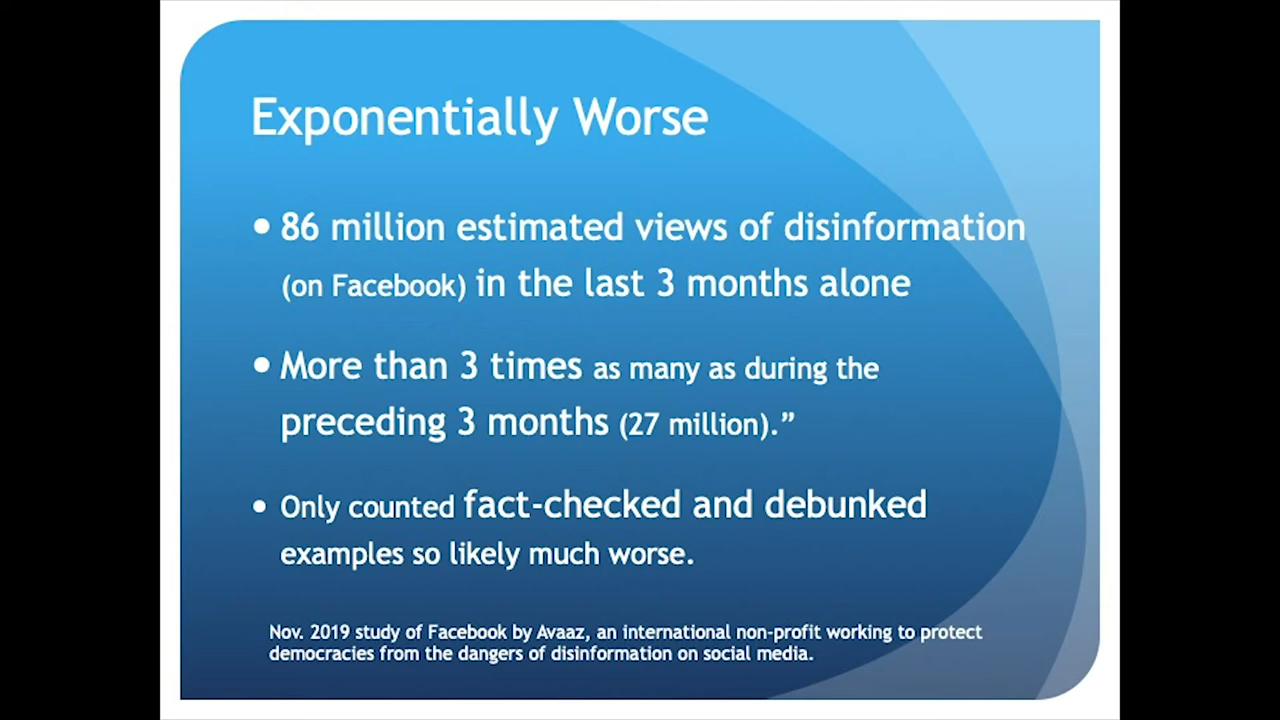 Exponentially Worse
• 86 million estimated views of disinformation
(on Facebook) in the last 3 months alone
• More than 3 times as many as during the
preceding 3 months (27 million).”
• Only counted fact-checked and debunked
examples so likely much worse.
Nov. 2019 study of Facebook by Avaaz, an international non-profit working to protect
democracies from the dangers of disinformation on social media.